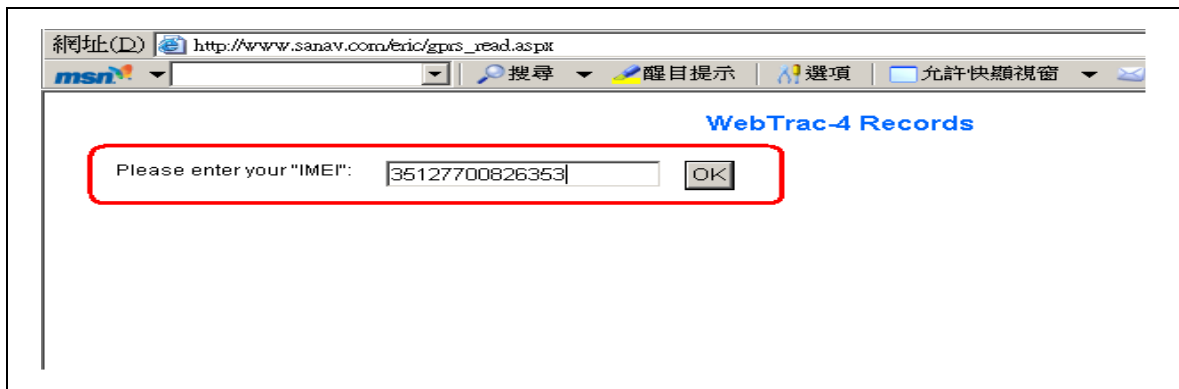 網址(D) http://www.sanav.com/eric/gprs_read.aspx
msn 搜尋 醒目提示 選項 允許快顯視窗
WebTrac-4 Records
Please enter your "IMEI": 35127700826353 OK